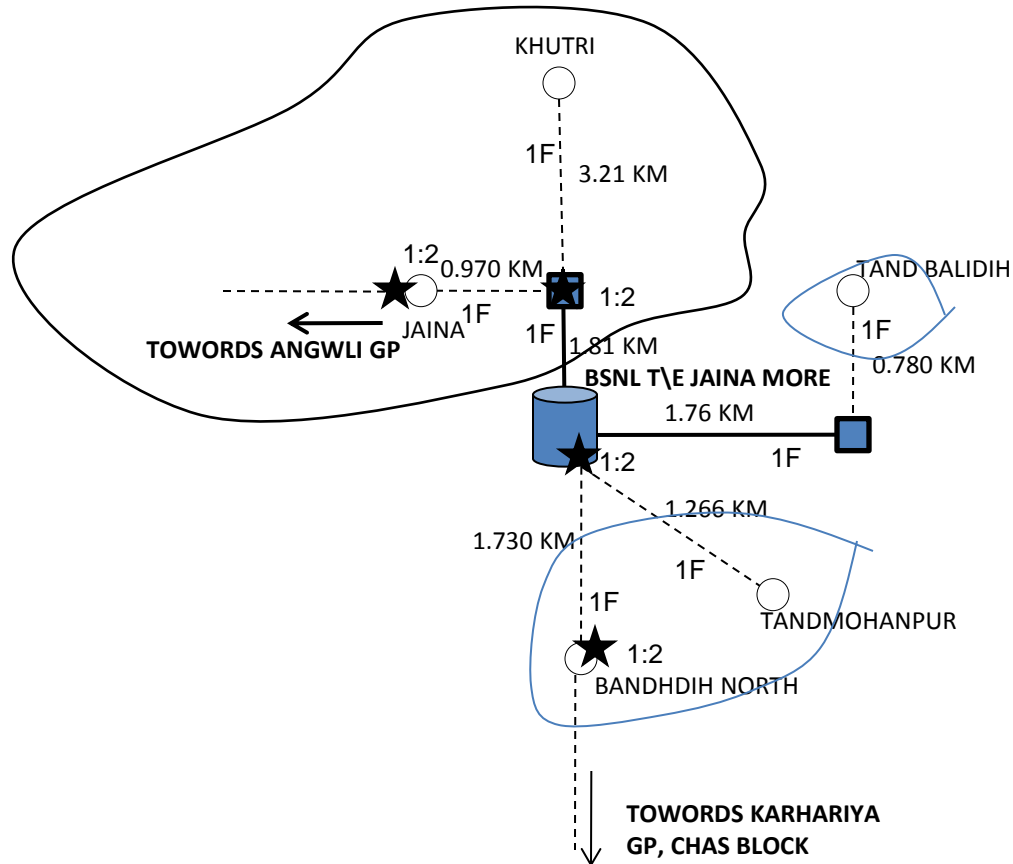 KHUTRI
1F
3.21 KM
1:2
0.970 KM
TAND BALIDIH
1:2
JAINA
1F
1F
1F
TOWORDS ANGWLI GP
1.81 KM
0.780 KM
BSNL T\E JAINA MORE
1.76 KM
1F
1:2
1.266 KM
1.730 KM
1F
1F
TANDMOHANPUR
1:2
BANDHDIH NORTH
TOWORDS KARHARIYA
GP, CHAS BLOCK